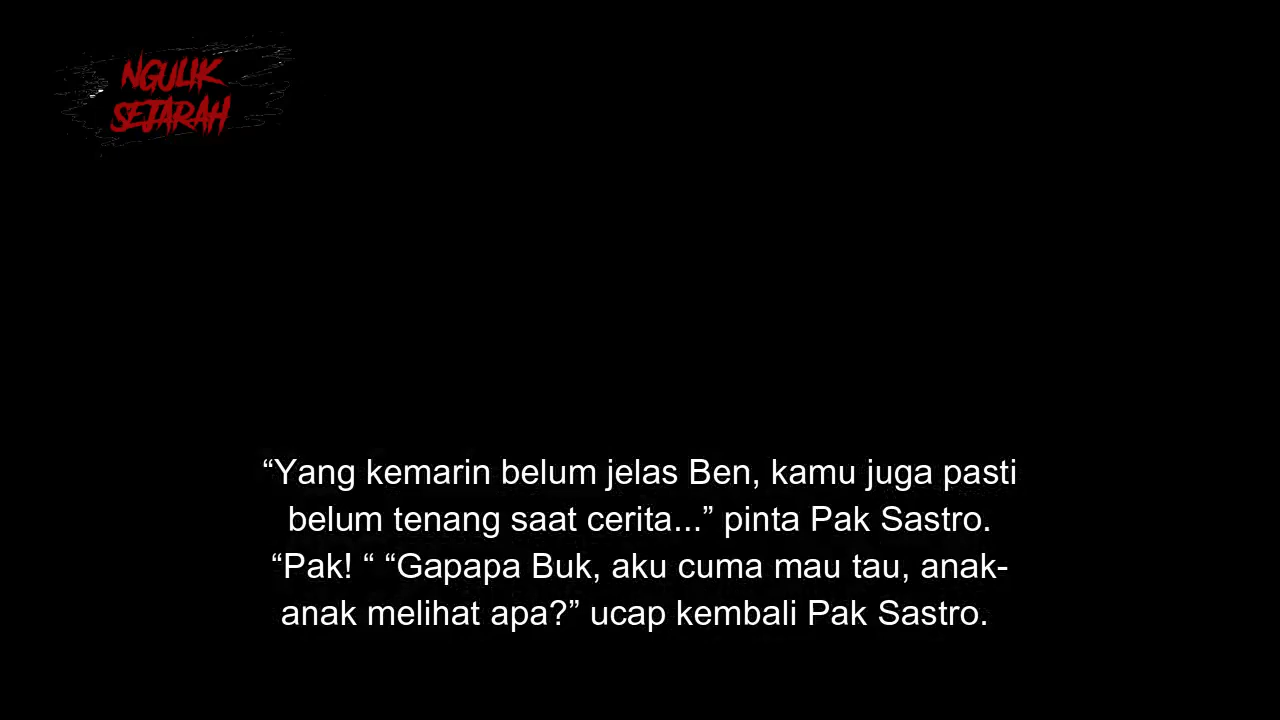 NGULIK
SEJARAH
“Yang kemarin belum jelas Ben, kamu juga pasti
belum tenang saat cerita...” pinta Pak Sastro.
“Pak! “ “Gapapa Buk, aku cuma mau tau, anak-
anak melihat apa?” ucap kembali Pak Sastro.